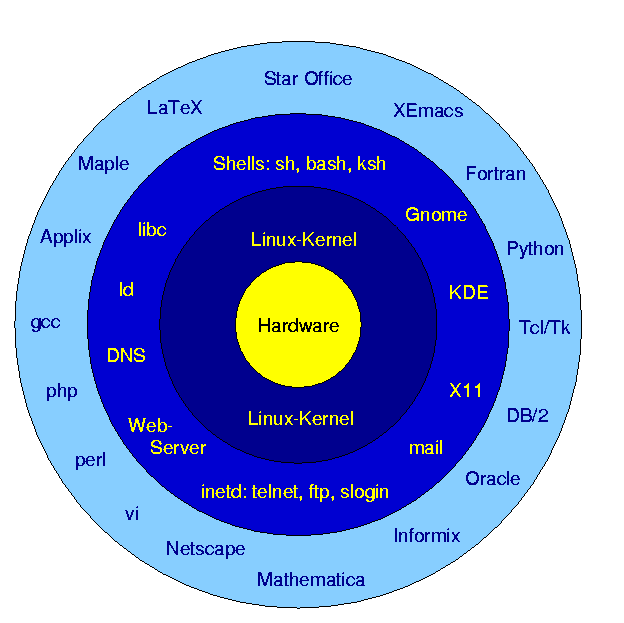 Star Office
LaTeX
XEmacs
Maple
Shells: sh, bash, ksh
Fortran
Gnome
libc
Applix
Linux-Kernel
Python
ld
KDE
gcc
Hardware
Tcl/Tk
DNS
php
X11
DB/2
Linux-Kernel
Web-
Server
mail
perl
Oracle
inetd: telnet, ftp, slogin
vi
Informix
Netscape
Mathematica